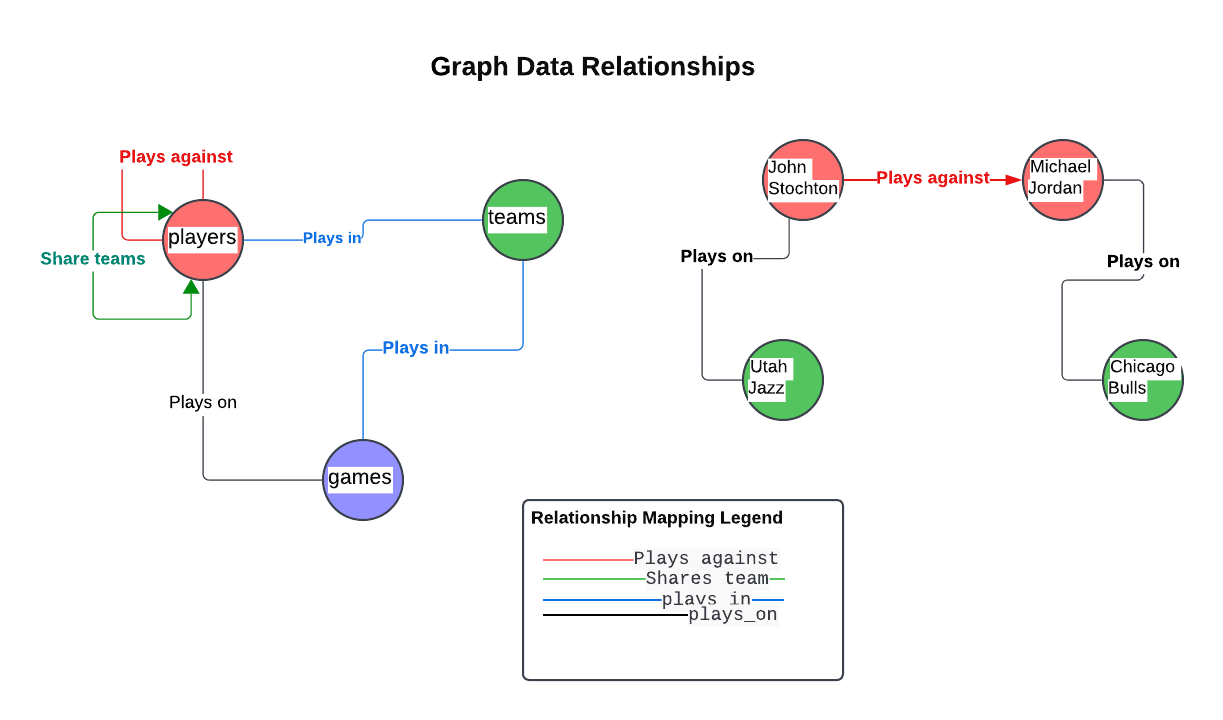 Graph Data Relationships
Plays against
Share teams
players
Plays in
teams
Plays in
Plays on
games
John
Stochton
Plays against
Michael
Jordan
Plays on
Plays on
Utah
Jazz
Chicago
Bulls
Relationship Mapping Legend
Plays against
Shares team
plays in
plays_on